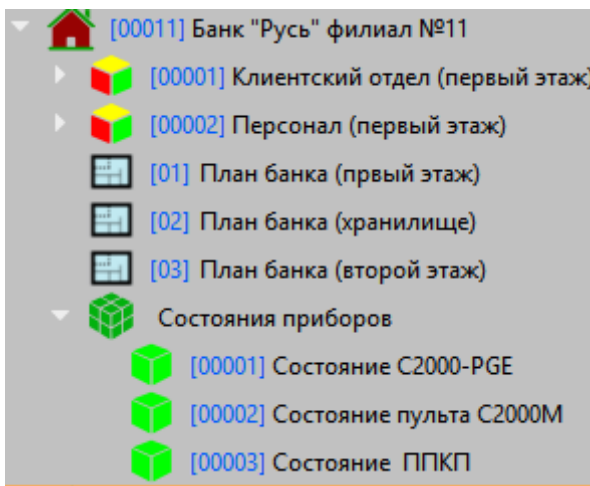 [00011] Банк "Русь" филиал №11
[00001] Клиентский отдел (первый этаж)
[00002] Персонал (первый этаж)
[01] План банка (првый этаж)
[02] План банка (хранилище)
[03] План банка (второй этаж)
Состояния приборов
[00001] Состояние С2000-PGE
[00002] Состояние пульта С2000М
[00003] Состояние ППКП